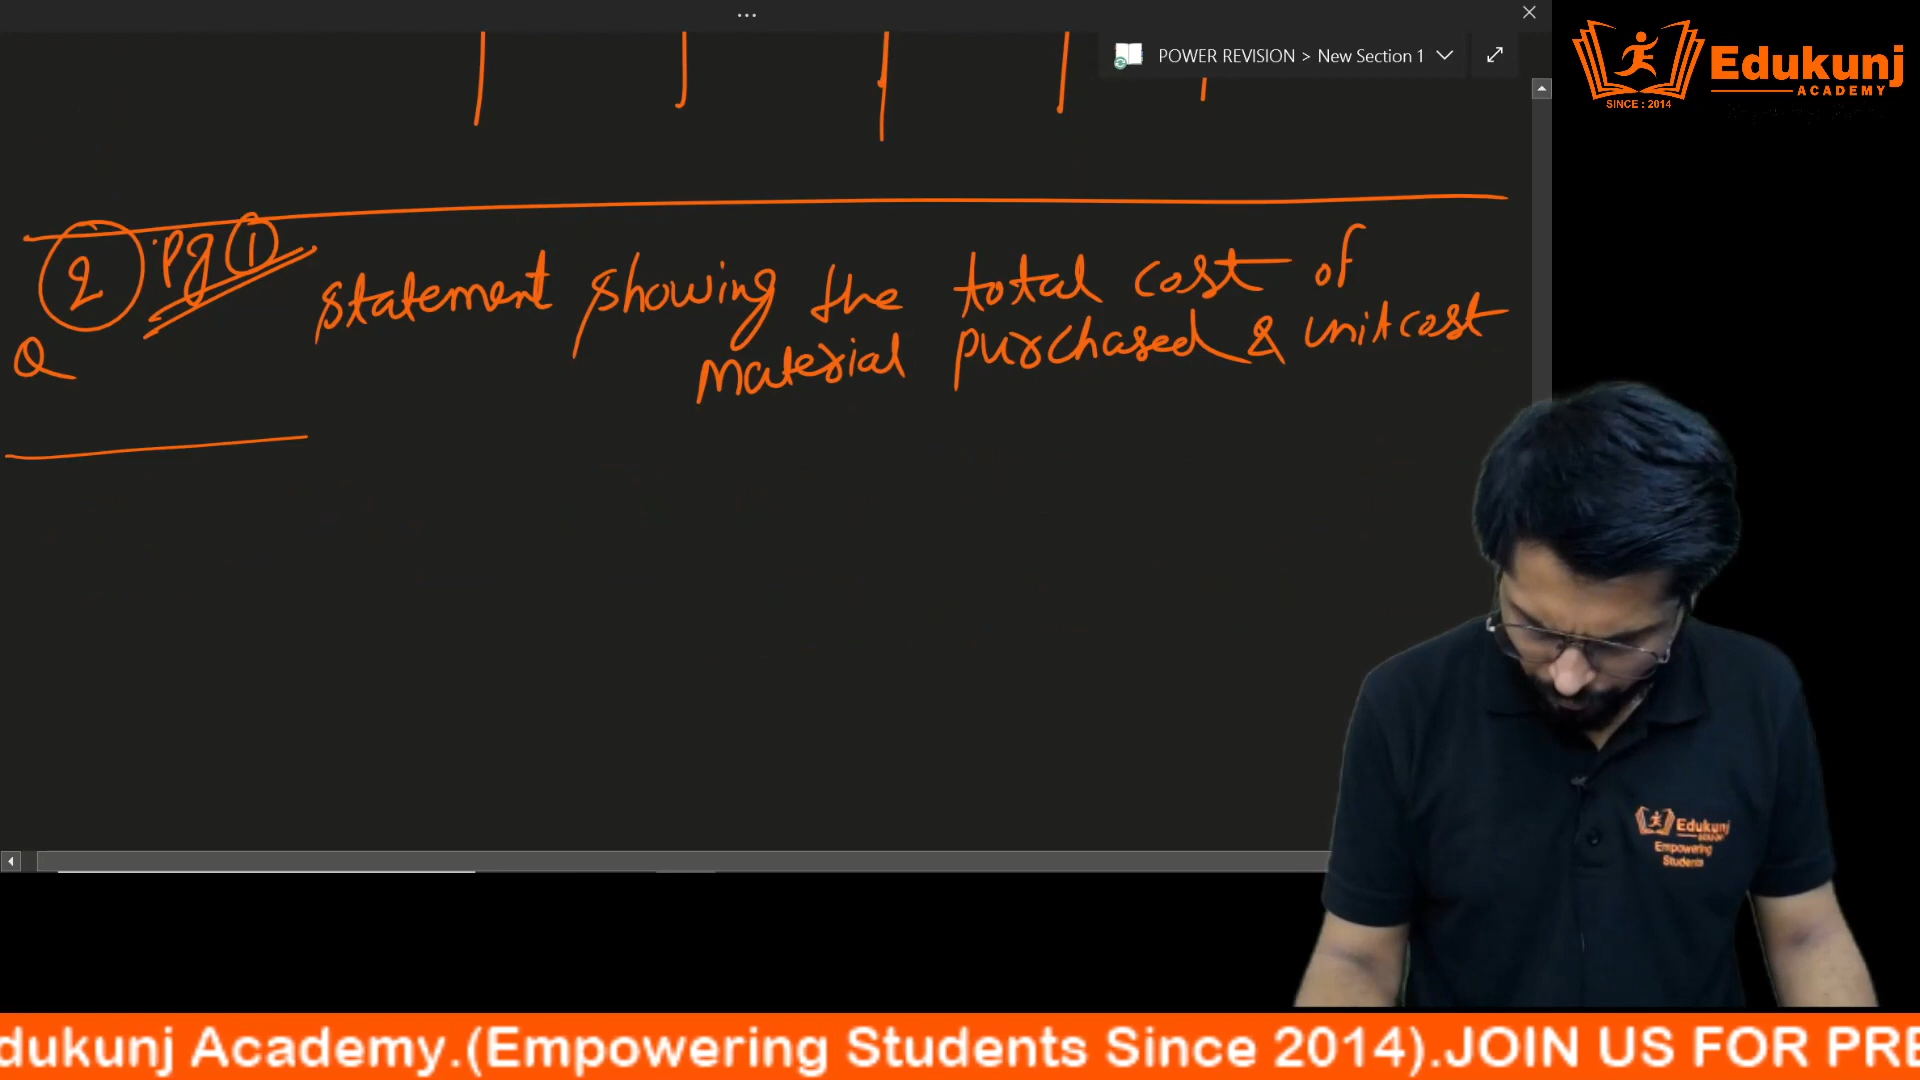 POWER REVISION > New Section 1
Edukunj
ACADEMY
SINCE : 2014
2 Pg 1
statement showing the total cost of
material purchased & unit cost
Q
Edukunj
Empowering
Students
dukunj Academy.(Empowering Students Since 2014).JOIN US FOR PRE